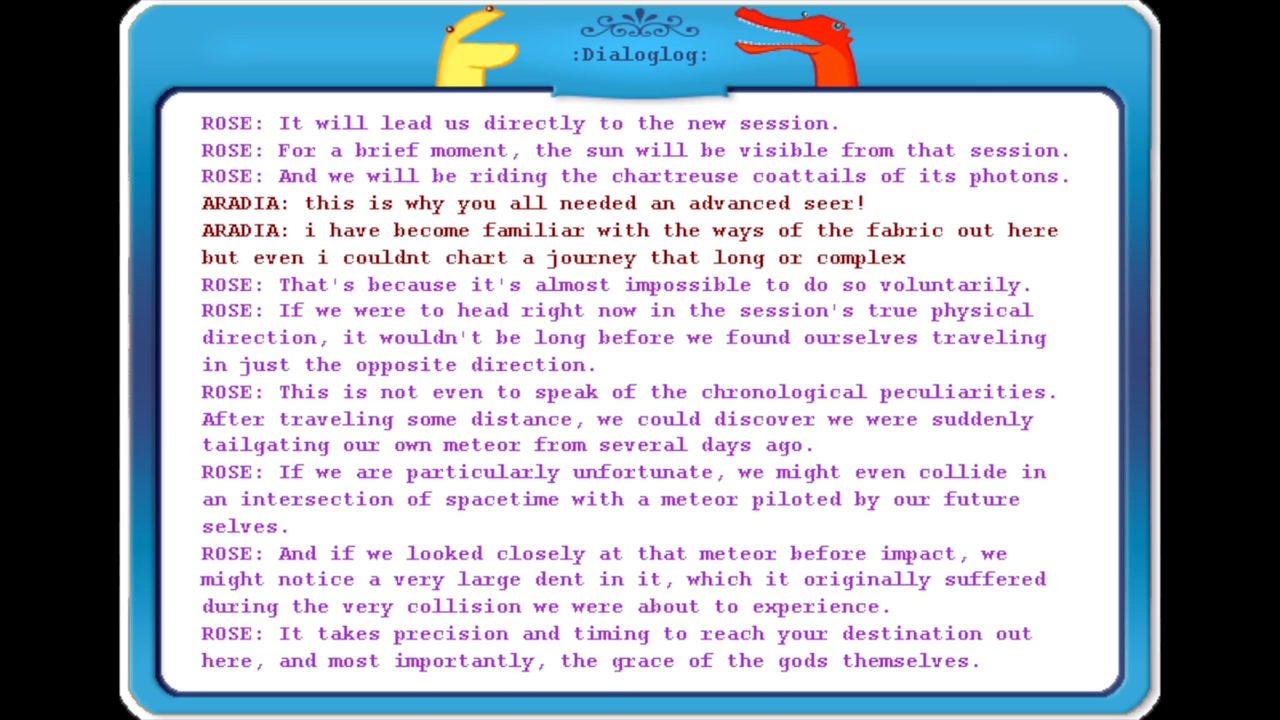 :Dialoglog:
ROSE: It will lead us directly to the new session.
ROSE: For a brief moment, the sun will be visible from that session.
ROSE: And we will be riding the chartreuse coattails of its photons.
ARADIA: this is why you all needed an advanced seer!
ARADIA: i have become familiar with the ways of the fabric out here
but even i couldnt chart a journey that long or complex
ROSE: That's because it's almost impossible to do so voluntarily.
ROSE: If we were to head right now in the session's true physical
direction, it wouldn't be long before we found ourselves traveling
in just the opposite direction.
ROSE: This is not even to speak of the chronological peculiarities.
After traveling some distance, we could discover we were suddenly
tailgating our own meteor from several days ago.
ROSE: If we are particularly unfortunate, we might even collide in
an intersection of spacetime with a meteor piloted by our future
selves.
ROSE: And if we looked closely at that meteor before impact, we
might notice a very large dent in it, which it originally suffered
during the very collision we were about to experience.
ROSE: It takes precision and timing to reach your destination out
here, and most importantly, the grace of the gods themselves.